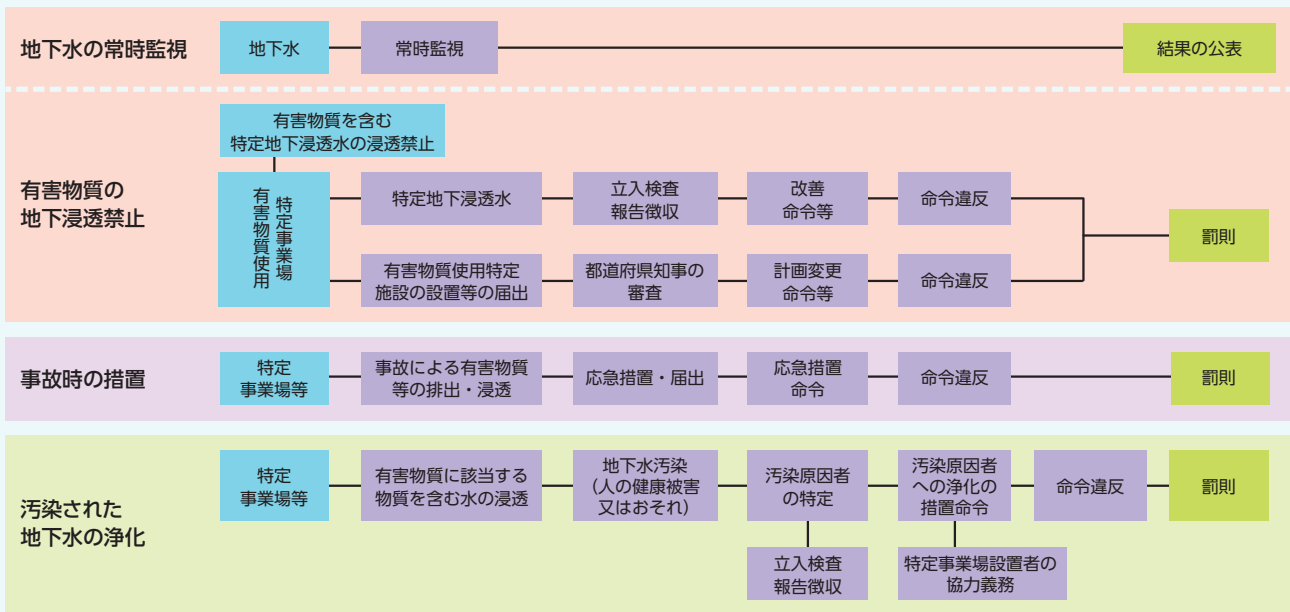 地下水の常時監視
地下水
常時監視
結果の公表
有害物質の
地下浸透禁止
有害物質を含む
特定地下浸透水の浸透禁止
有害物質使用
特定事業場
特定地下浸透水
立入検査
報告徴収
改善
命令等
命令違反
有害物質使用特定
施設の設置等の届出
都道府県知事の
審査
計画変更
命令等
命令違反
罰則
事故時の措置
特定
事業場等
事故による有害物質
等の排出・浸透
応急措置・届出
応急措置
命令
命令違反
罰則
汚染された
地下水の浄化
特定
事業場等
有害物質に該当する
物質を含む水の浸透
地下水汚染
（人の健康被害
又はおそれ）
汚染原因者
の特定
汚染原因者
への浄化の
措置命令
命令違反
罰則
立入検査
報告徴収
特定事業場設置者の
協力義務